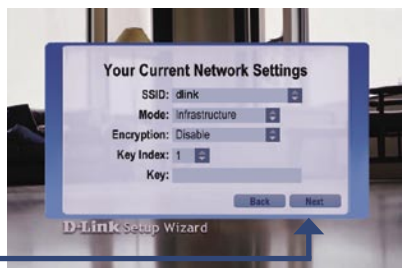 Your Current Network Settings
SSID: dlink
Mode: Infrastructure
Encryption: Disable
Key Index: 1
Key:
Back Next
D-Link Setup Wizard